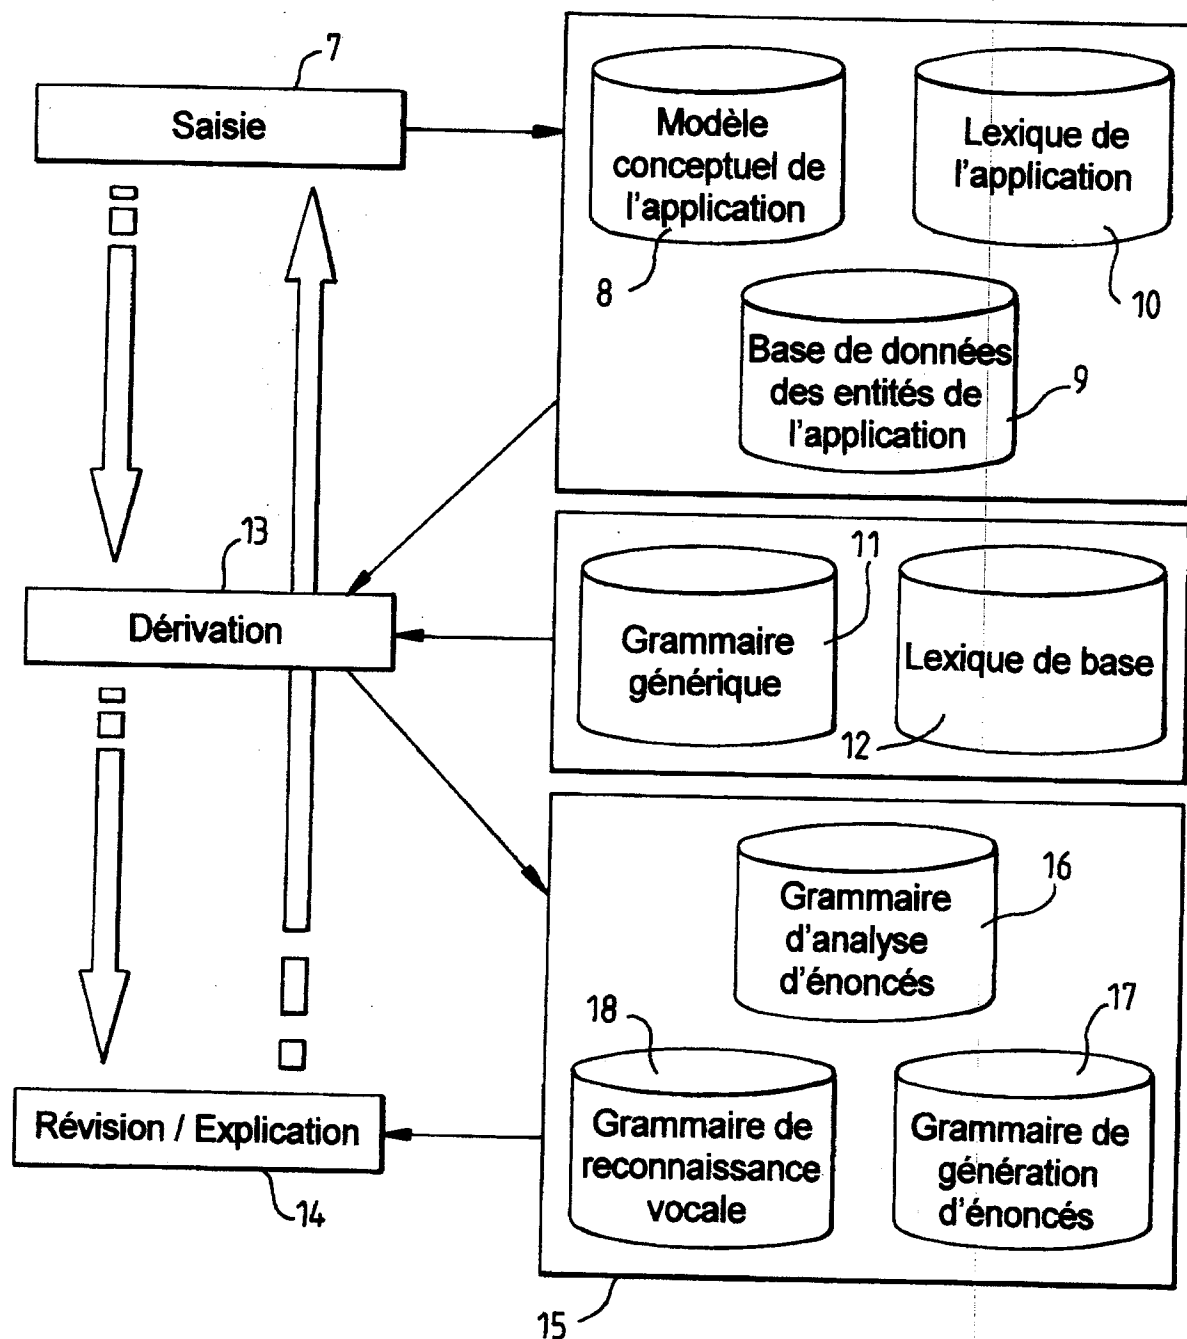 7
Saisie
Modèle
conceptuel de
l'application
8
Lexique de
l'application
10
Base de données
des entités de
l'application
9
13
Dérivation
11
Grammaire
générique
Lexique de base
12
16
Grammaire
d'analyse
d'énoncés
18
Grammaire de
reconnaissance
vocale
17
Grammaire de
génération
d'énoncés
Révision / Explication
14
15